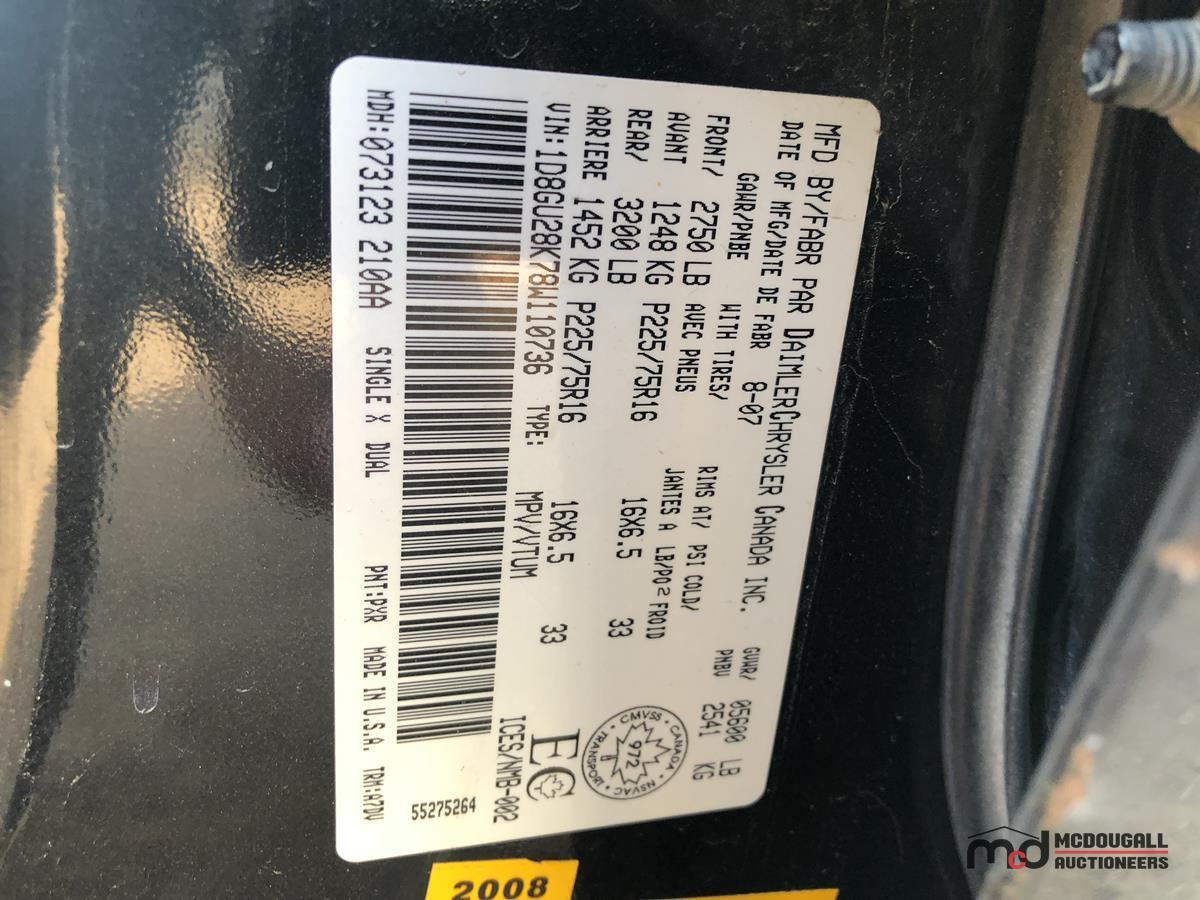 MFD BY/FABR PAR DAIMLERCHRYSLER CANADA INC.
DATE OF MFG/DATE DE FABR 8-07
GVWR/ 05600 LB
PNBV 2541 KG
GAWR/PNBE WITH TIRES/ RIMS AT/ PSI COLD/
AVEC PNEUS JANTES A LB/PO2 FROID
FRONT/ 2750 LB
AVANT 1248 KG P225/75R16 16X6.5 33
REAR/ 3200 LB
ARRIERE 1452 KG P225/75R16 16X6.5 33
VIN: 1D8GU28K78W110736 TYPE: MPV/VTUM
ICES/NMB-002
CMVSS • CANADA • NSVAC • TRANSPORT •
972
EC
MDH: 073123 210AA SINGLE X DUAL PNT:PXR MADE IN U.S.A. TRM:A7DV
55275264
2008
mcd MCDOUGALL
AUCTIONEERS